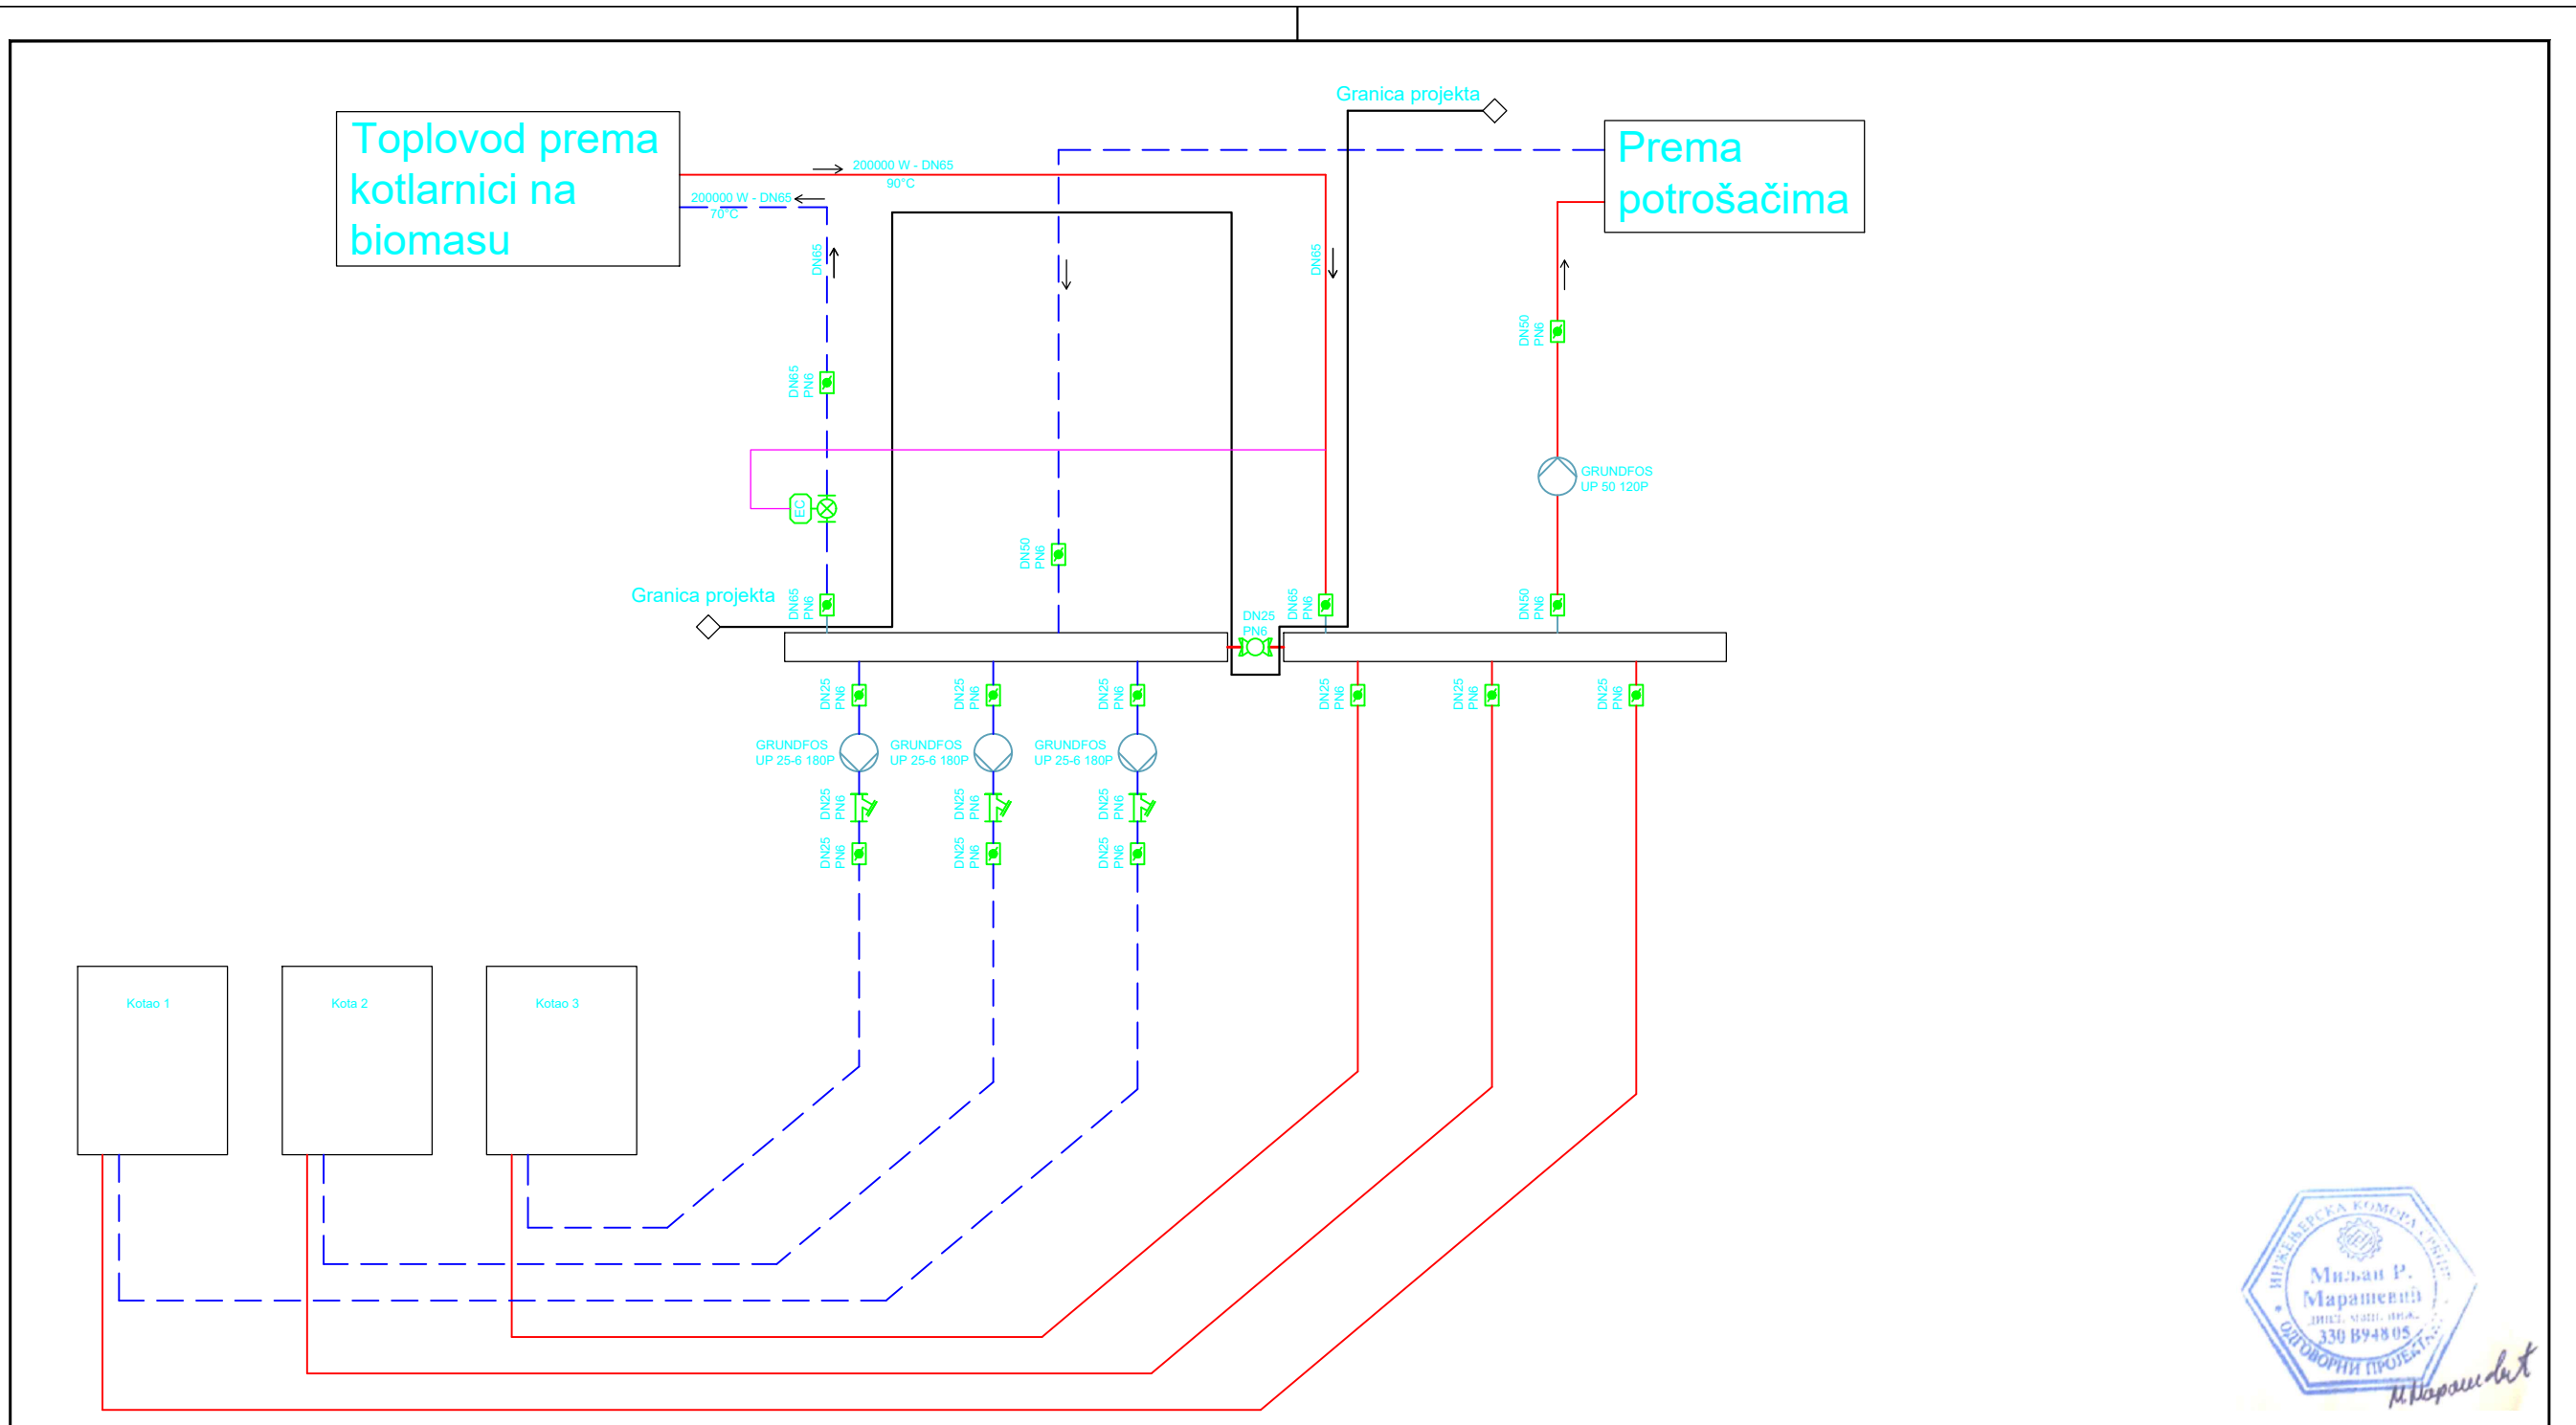 Granica projekta
Toplovod prema
kotlarnici na
biomasu
Prema
potrošačima
200000 W - DN65
90°C
200000 W - DN65
70°C
DN65
DN65
DN50
PN6
DN65
PN6
GRUNDFOS
UP 50 120P
EC
DN50
PN6
Granica projekta
DN65
PN6
DN25
PN6
DN65
PN6
DN50
PN6
DN25
PN6
DN25
PN6
DN25
PN6
DN25
PN6
DN25
PN6
DN25
PN6
GRUNDFOS
UP 25-6 180P
GRUNDFOS
UP 25-6 180P
GRUNDFOS
UP 25-6 180P
DN25
PN6
DN25
PN6
DN25
PN6
DN25
PN6
DN25
PN6
DN25
PN6
Kotao 1
Kota 2
Kotao 3
ИНЖЕЊЕРСКА КОМОРА
Миљан Р.
Марашевић
330 В948 05
ОДГОВОРНИ